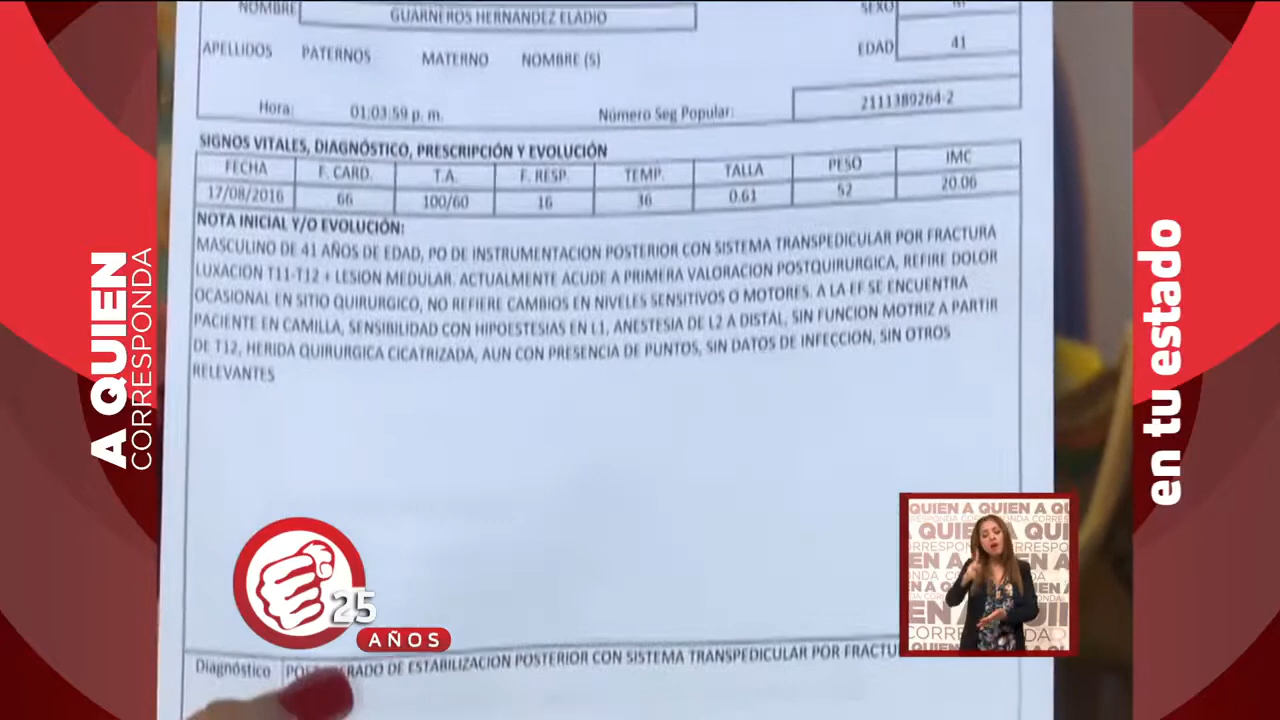 NOMBRE GUARNEROS HERNANDEZ ELADIO SEXO M
APELLIDOS PATERNOS MATERNO NOMBRE (S) EDAD 41
Hora: 01:03:59 p. m. Número Seg Popular: 2111389264-2
SIGNOS VITALES, DIAGNÓSTICO, PRESCRIPCIÓN Y EVOLUCIÓN
FECHA F. CARD. T.A. F. RESP. TEMP. TALLA PESO IMC
17/08/2016 66 100/60 16 36 0.61 52 20.06
NOTA INICIAL Y/O EVOLUCIÓN:
MASCULINO DE 41 AÑOS DE EDAD, PO DE INSTRUMENTACION POSTERIOR CON SISTEMA TRANSPEDICULAR POR FRACTURA
LUXACION T11-T12 + LESION MEDULAR. ACTUALMENTE ACUDE A PRIMERA VALORACION POSTQUIRURGICA, REFIRE DOLOR
OCASIONAL EN SITIO QUIRURGICO, NO REFIERE CAMBIOS EN NIVELES SENSITIVOS O MOTORES. A LA EF SE ENCUENTRA
PACIENTE EN CAMILLA, SENSIBILIDAD CON HIPOESTESIAS EN L1, ANESTESIA DE L2 A DISTAL, SIN FUNCION MOTRIZ A PARTIR
DE T12, HERIDA QUIRURGICA CICATRIZADA, AUN CON PRESENCIA DE PUNTOS, SIN DATOS DE INFECCION, SIN OTROS
RELEVANTES
Diagnóstico DE ESTABILIZACION POSTERIOR CON SISTEMA TRANSPEDICULAR POR FRACTU
A QUIEN
CORRESPONDA
en tu estado
25
AÑOS